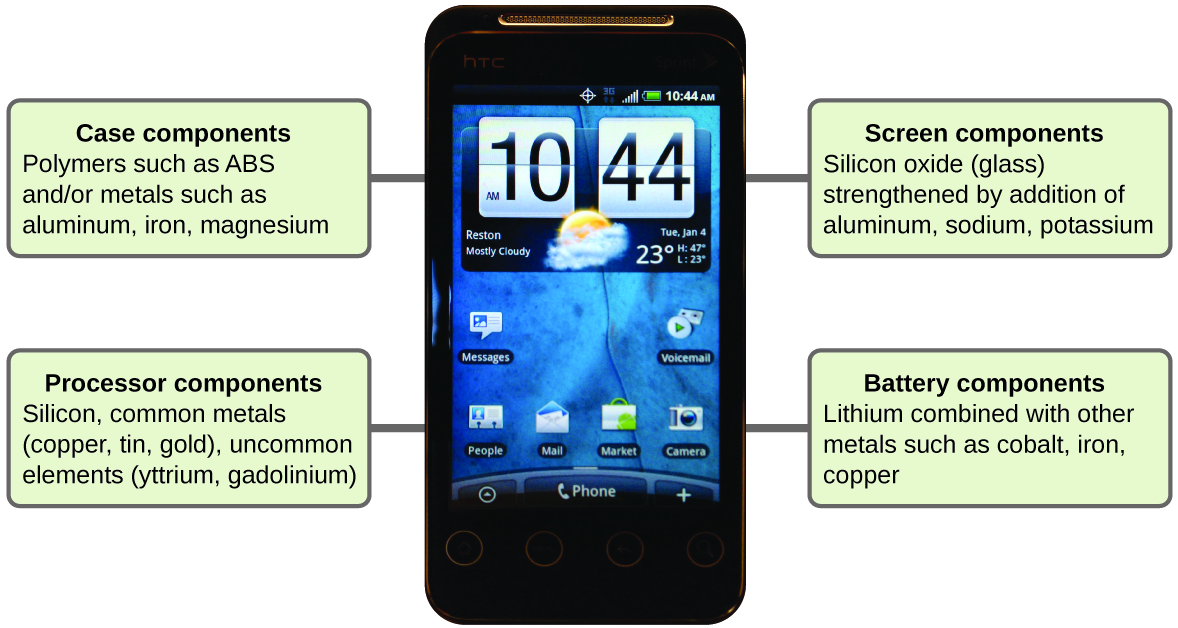 Case components
Polymers such as ABS
and/or metals such as
aluminum, iron, magnesium
Processor components
Silicon, common metals
(copper, tin, gold), uncommon
elements (yttrium, gadolinium)
hTC
Sprint
3G
10:44 AM
10 44
AM
Reston
Mostly Cloudy
Tue, Jan 4
23° H: 47°
L: 23°
Messages
Voicemail
People
Mail
Market
Camera
Phone
Screen components
Silicon oxide (glass)
strengthened by addition of
aluminum, sodium, potassium
Battery components
Lithium combined with other
metals such as cobalt, iron,
copper